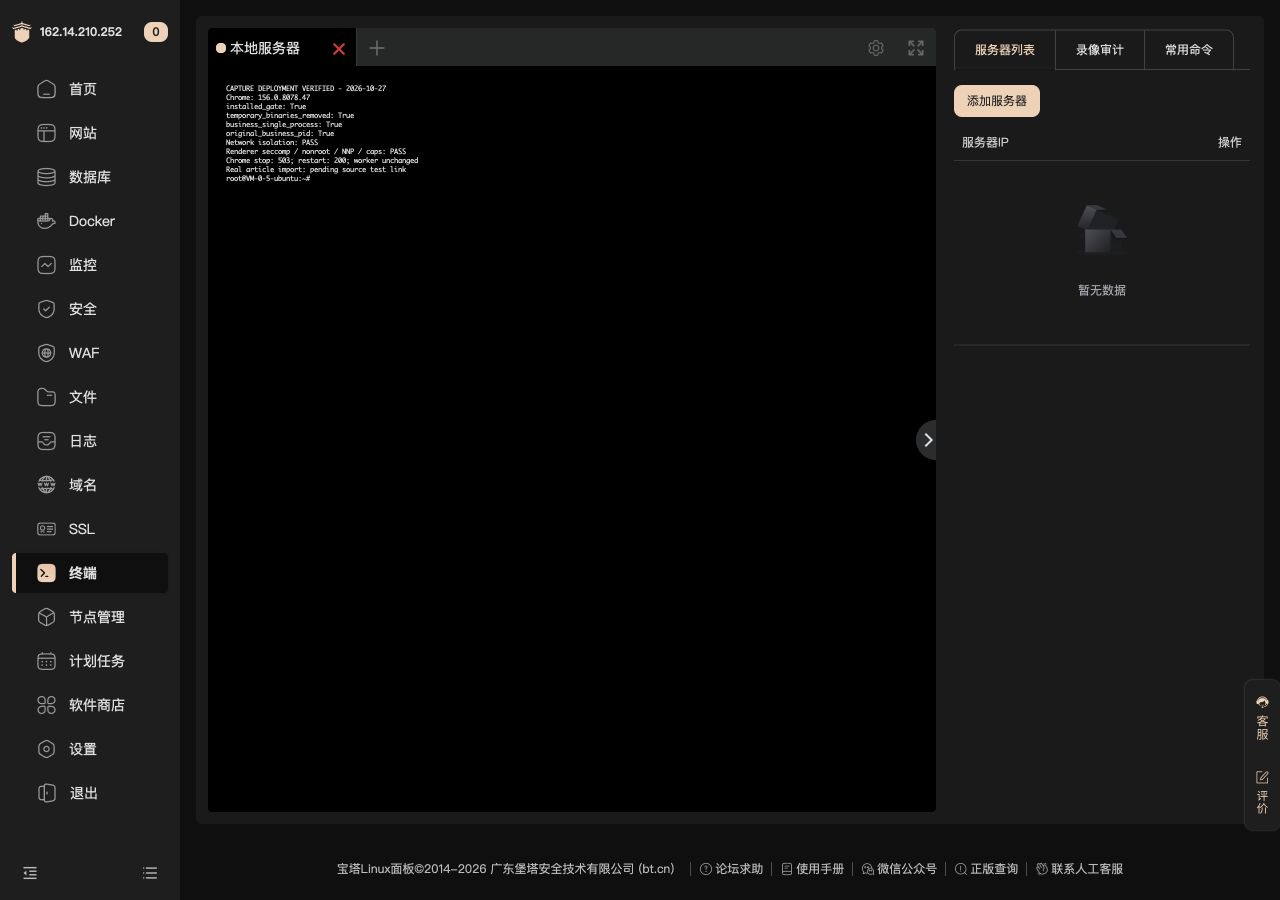 162.14.210.252
0
首页
网站
数据库
Docker
监控
安全
WAF
文件
日志
域名
SSL
终端
节点管理
计划任务
软件商店
设置
退出
本地服务器
CAPTURE DEPLOYMENT VERIFIED - 2026-10-27
Chrome: 156.0.8078.47
installed_gate: True
temporary_binaries_removed: True
business_single_process: True
original_business_pid: True
Network isolation: PASS
Renderer seccomp / nonroot / NNP / caps: PASS
Chrome stop: 503; restart: 200; worker unchanged
Real article import: pending source test link
root@VM-0-5-ubuntu:~#
服务器列表 录像审计 常用命令
添加服务器
服务器IP 操作
暂无数据
客服
评价
宝塔Linux面板©2014-2026 广东堡塔安全技术有限公司 (bt.cn) 论坛求助 使用手册 微信公众号 正版查询 联系人工客服